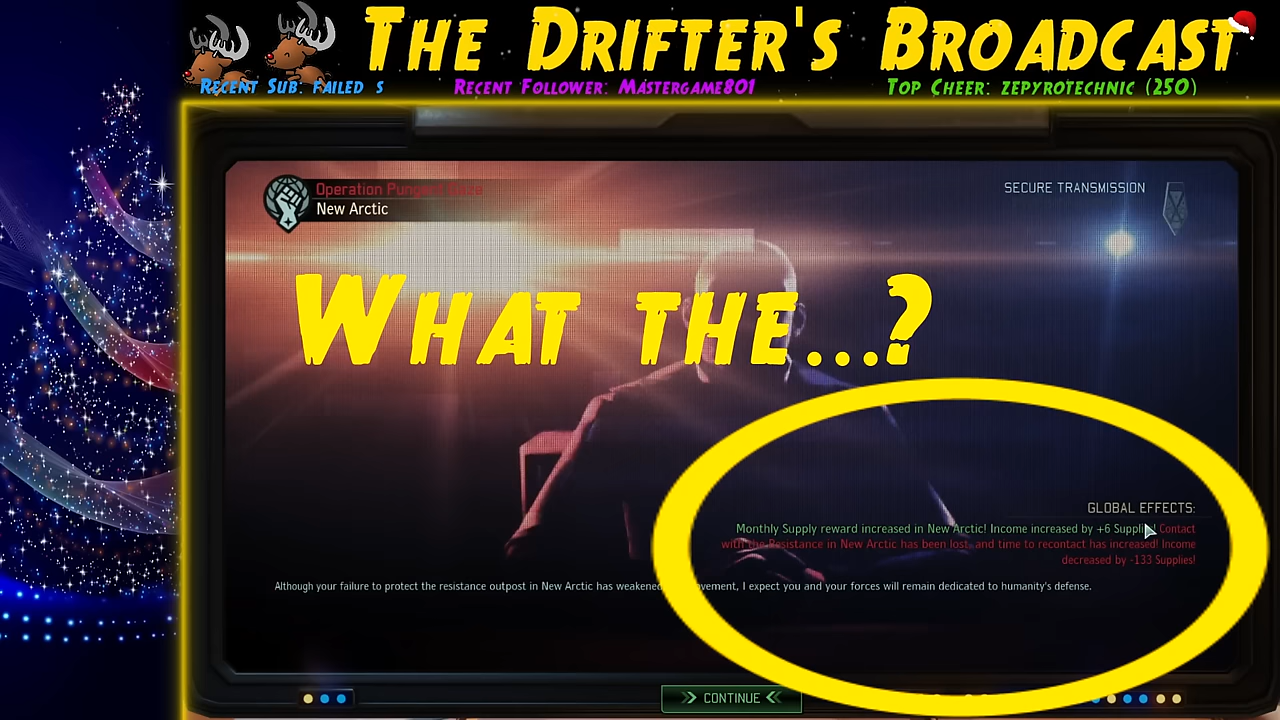 The Drifter's Broadcast
Recent Sub: Failed s
Recent Follower: Mastergame801
Top Cheer: zepyrotechnic (250)
Operation
New Arctic
SECURE TRANSMISSION
What the...?
GLOBAL EFFECTS:
Monthly Supply reward increased in New Arctic! Income increased by +6 Contact
with the Resistance in New Arctic has been lost, and time to recontact has increased! Income
decreased by -133 Supplies!
Although your failure to protect the resistance outpost in New Arctic has weakened I expect you and your forces will remain dedicated to humanity's defense.
CONTINUE